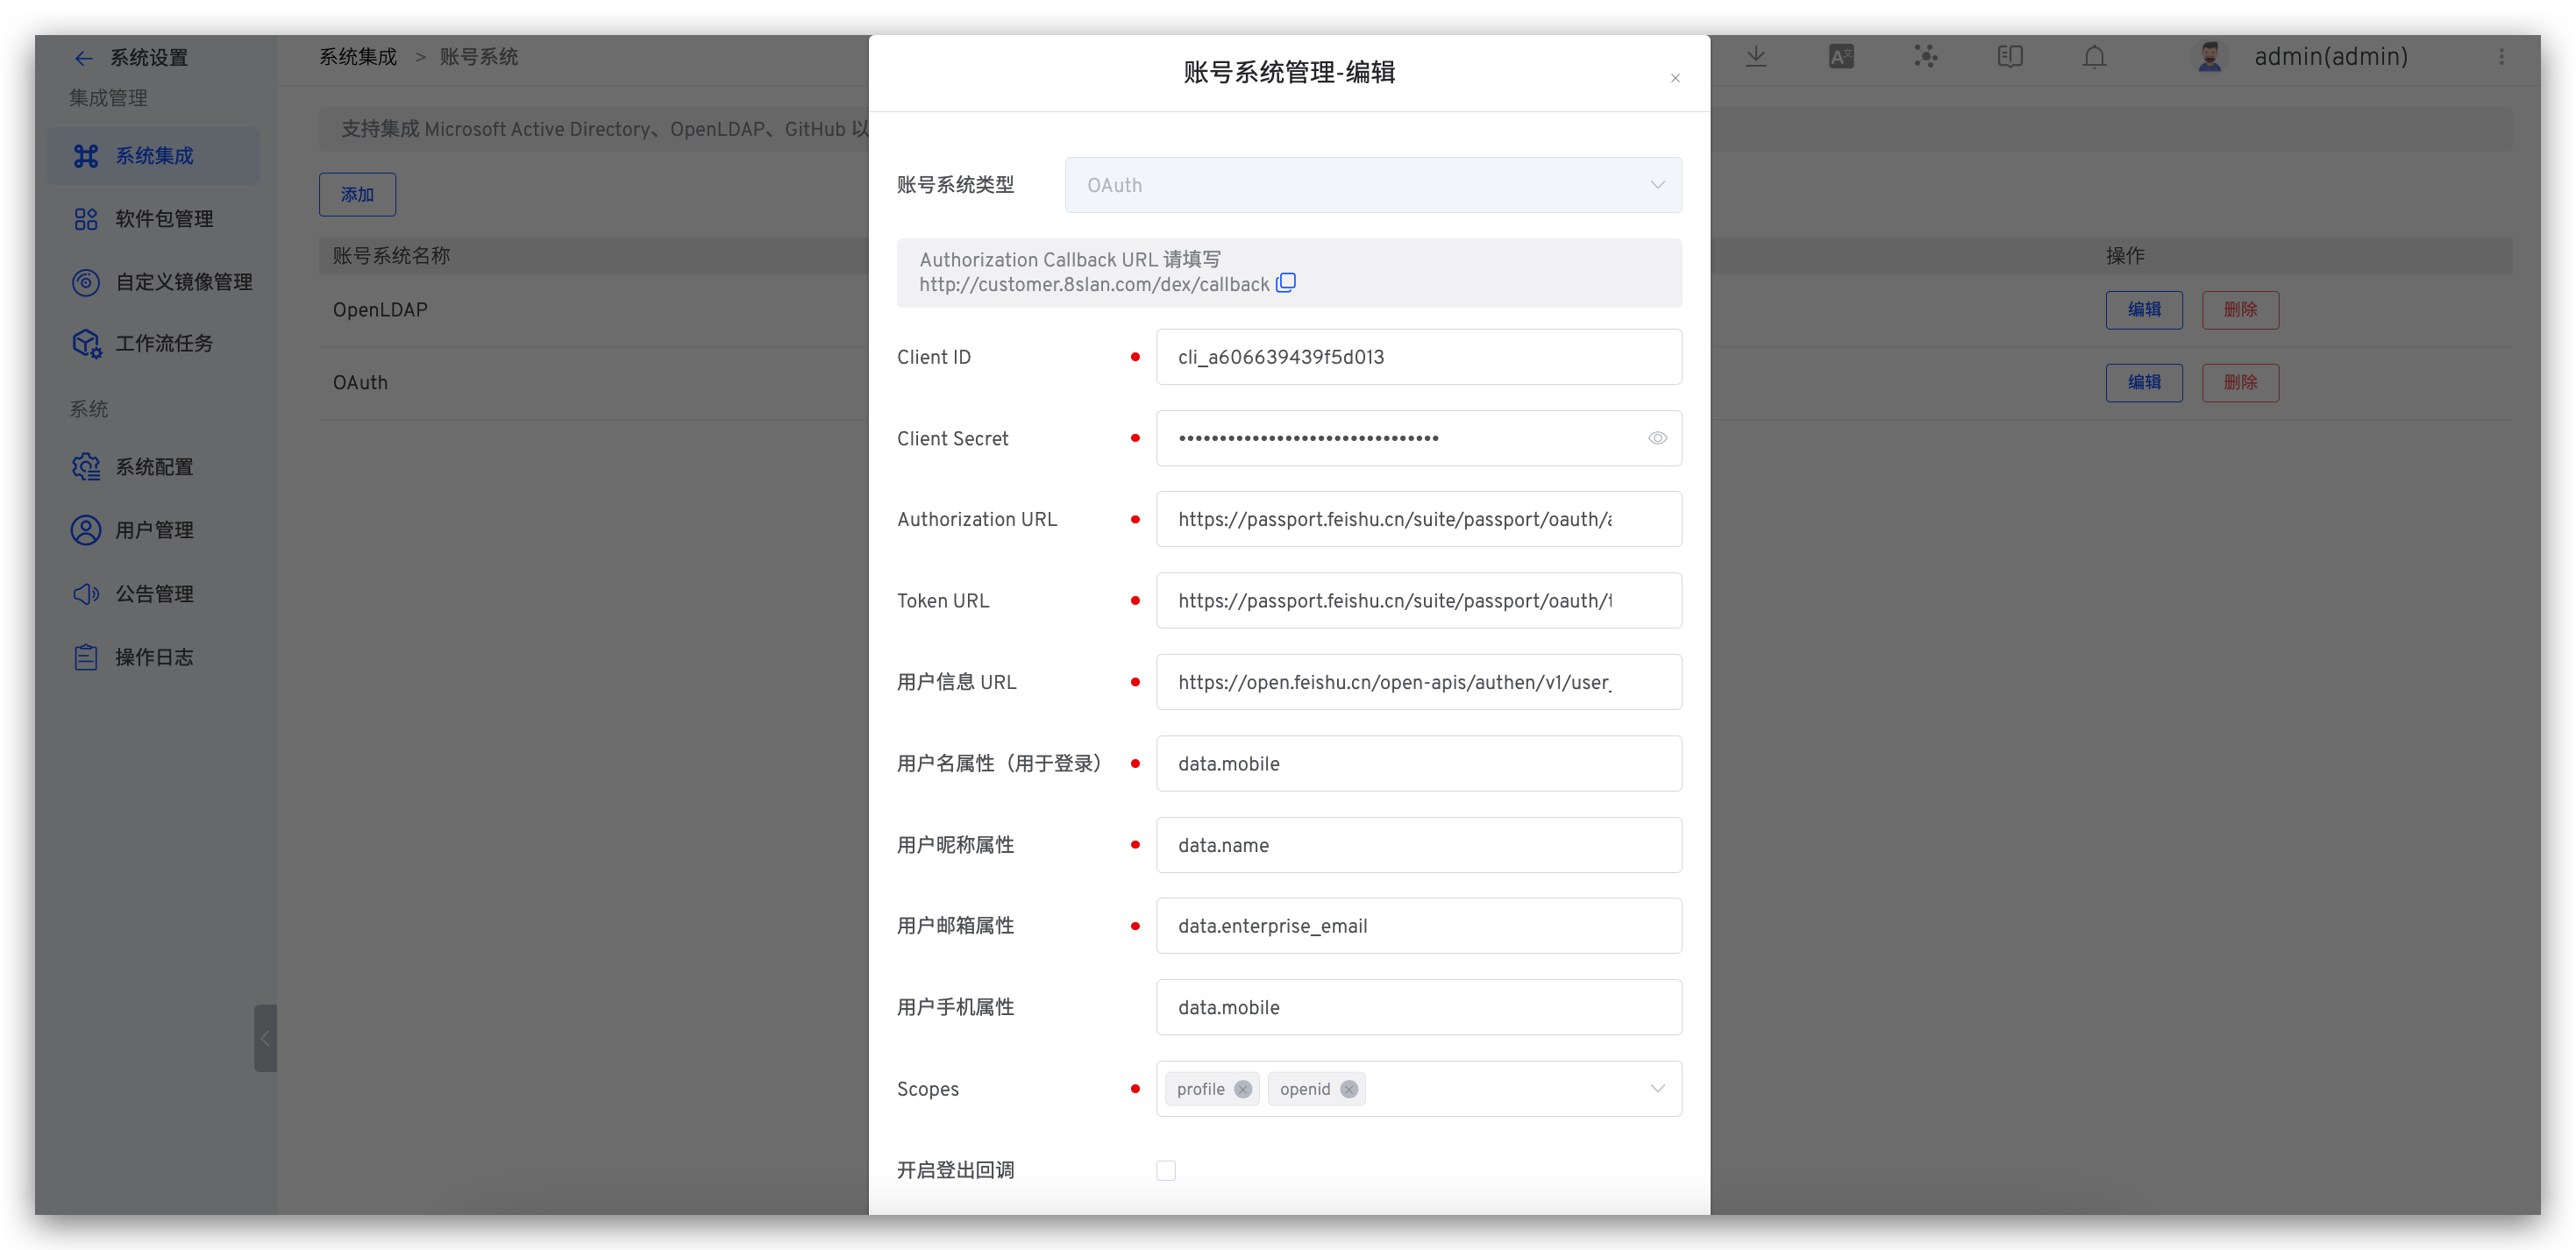 系统设置
集成管理
系统集成
软件包管理
自定义镜像管理
工作流任务
系统
系统配置
用户管理
公告管理
操作日志
系统集成 > 账号系统
admin(admin)
支持集成 Microsoft Active Directory、OpenLDAP、GitHub 以
添加
账号系统名称
操作
OpenLDAP
编辑 删除
OAuth
编辑 删除
账号系统管理-编辑
账号系统类型
OAuth
Authorization Callback URL 请填写
http://customer.8slan.com/dex/callback
Client ID
cli_a606639439f5d013
Client Secret
••••••••••••••••••••••••••••••••
Authorization URL
https://passport.feishu.cn/suite/passport/oauth/a
Token URL
https://passport.feishu.cn/suite/passport/oauth/t
用户信息 URL
https://open.feishu.cn/open-apis/authen/v1/user_
用户名属性（用于登录）
data.mobile
用户昵称属性
data.name
用户邮箱属性
data.enterprise_email
用户手机属性
data.mobile
Scopes
profile openid
开启登出回调